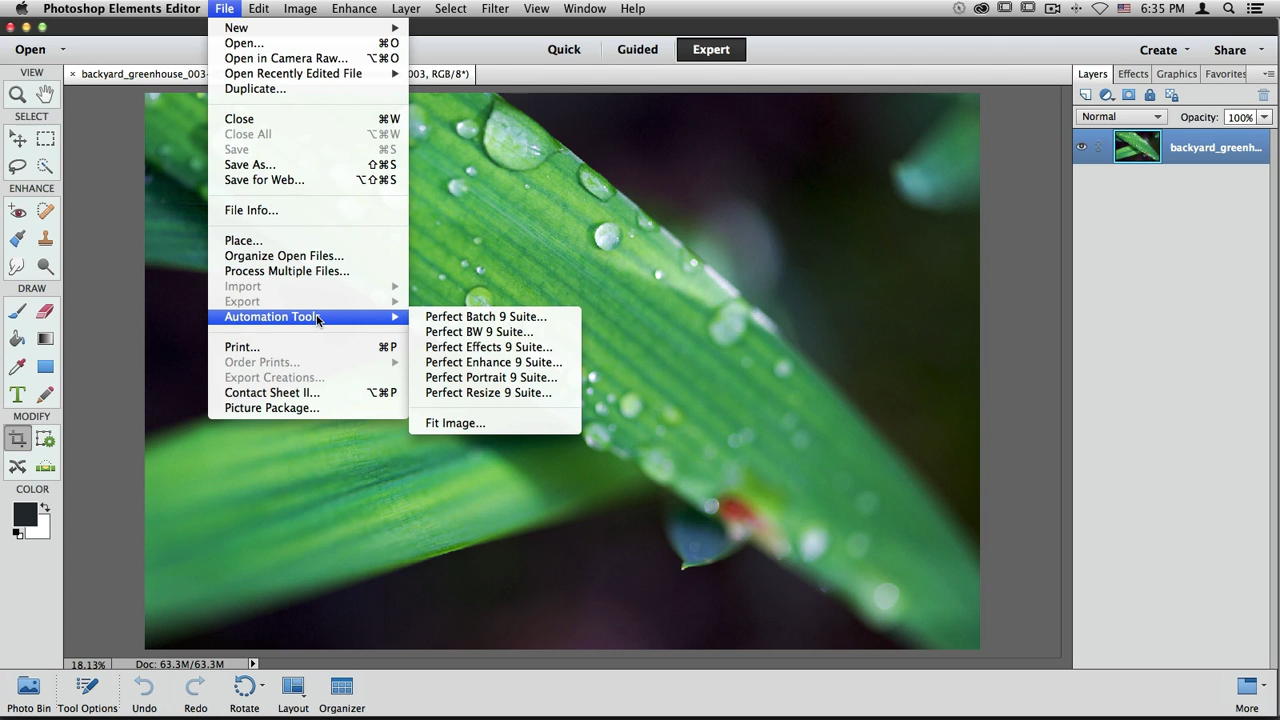 Photoshop Elements Editor File Edit Image Enhance Layer Select Filter View Window Help 6:35 PM
Open Quick Guided Expert Create Share
× backyard_greenhouse_003- 003, RGB/8*)
New
Open... ⌘O
Open in Camera Raw... ⌥⌘O
Open Recently Edited File
Duplicate...
Close ⌘W
Close All ⌥⌘W
Save ⌘S
Save As... ⇧⌘S
Save for Web... ⌥⇧⌘S
File Info...
Place...
Organize Open Files...
Process Multiple Files...
Import
Export
Automation Tools
Print... ⌘P
Order Prints...
Export Creations...
Contact Sheet II... ⌥⌘P
Picture Package...
Perfect Batch 9 Suite...
Perfect BW 9 Suite...
Perfect Effects 9 Suite...
Perfect Enhance 9 Suite...
Perfect Portrait 9 Suite...
Perfect Resize 9 Suite...
Fit Image...
VIEW
SELECT
ENHANCE
DRAW
T
MODIFY
COLOR
Layers Effects Graphics Favorites
Normal Opacity: 100%
backyard_greenh...
18.13% Doc: 63.3M/63.3M
Photo Bin Tool Options Undo Redo Rotate Layout Organizer More